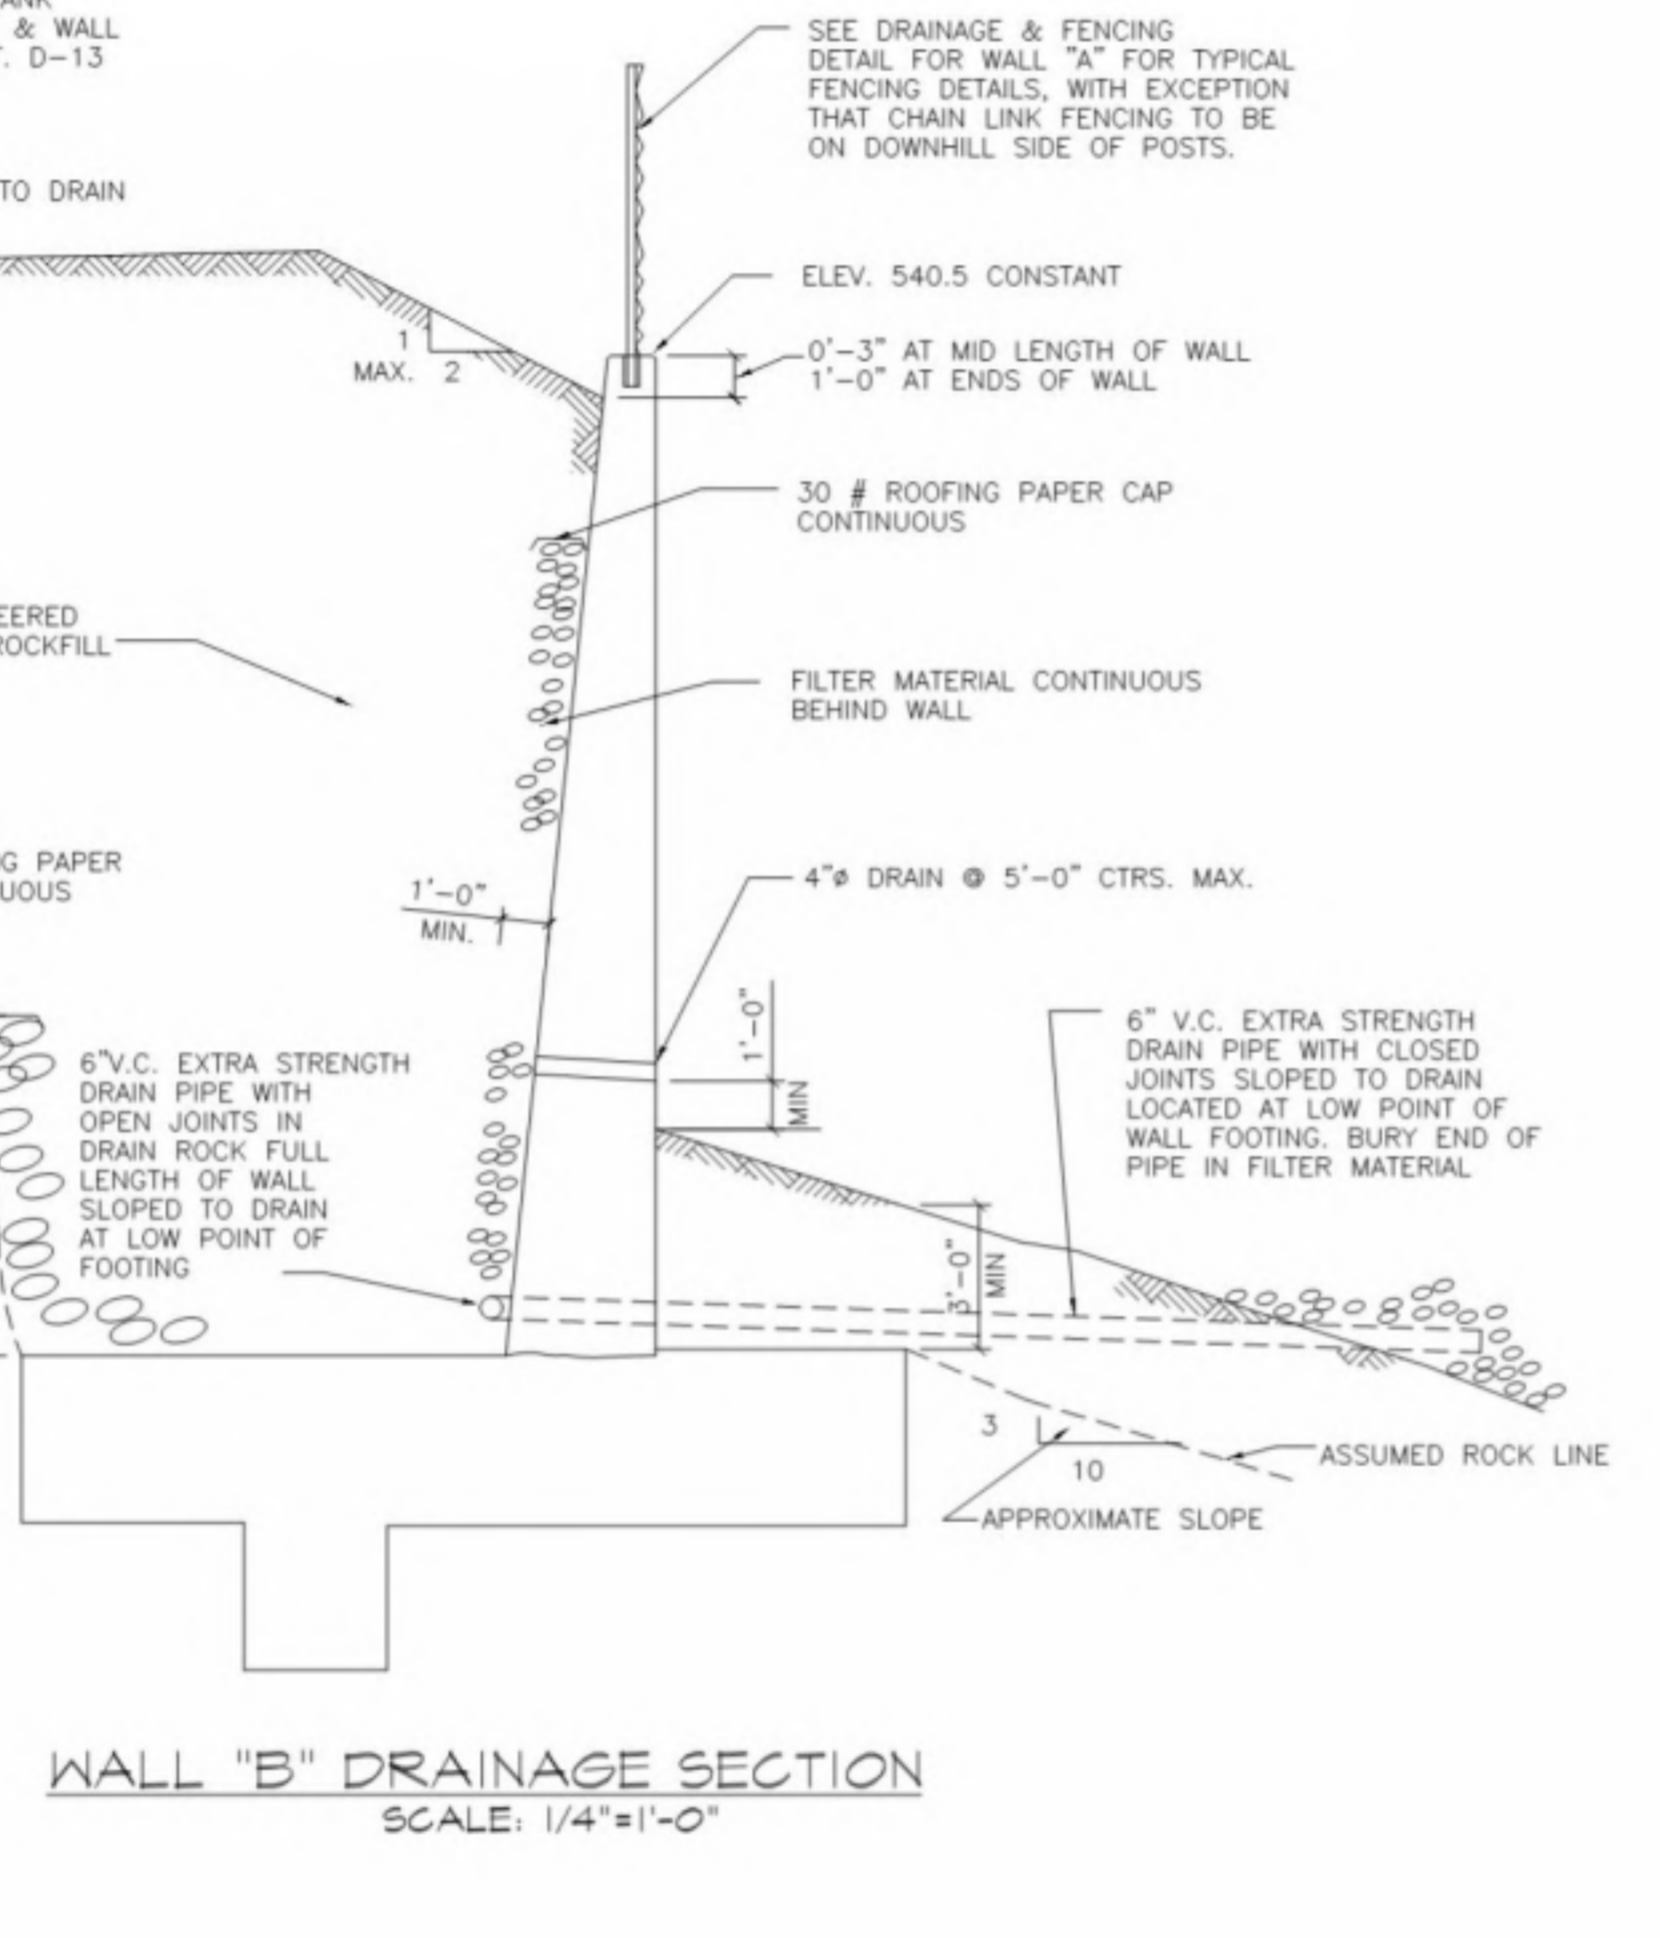 & WALL
D-13
TO DRAIN
SEE DRAINAGE & FENCING
DETAIL FOR WALL "A" FOR TYPICAL
FENCING DETAILS, WITH EXCEPTION
THAT CHAIN LINK FENCING TO BE
ON DOWNHILL SIDE OF POSTS.
ELEV. 540.5 CONSTANT
1
MAX. 2
0'-3" AT MID LENGTH OF WALL
1'-0" AT ENDS OF WALL
30 # ROOFING PAPER CAP
CONTINUOUS
EERED
ROCKFILL
FILTER MATERIAL CONTINUOUS
BEHIND WALL
G PAPER
UOUS
1'-0"
MIN.
4"ø DRAIN @ 5'-0" CTRS. MAX.
1'-0"
MIN
6"V.C. EXTRA STRENGTH
DRAIN PIPE WITH
OPEN JOINTS IN
DRAIN ROCK FULL
LENGTH OF WALL
SLOPED TO DRAIN
AT LOW POINT OF
FOOTING
6" V.C. EXTRA STRENGTH
DRAIN PIPE WITH CLOSED
JOINTS SLOPED TO DRAIN
LOCATED AT LOW POINT OF
WALL FOOTING. BURY END OF
PIPE IN FILTER MATERIAL
3'-0"
MIN
3
10
ASSUMED ROCK LINE
APPROXIMATE SLOPE
WALL "B" DRAINAGE SECTION
SCALE: 1/4"=1'-0"